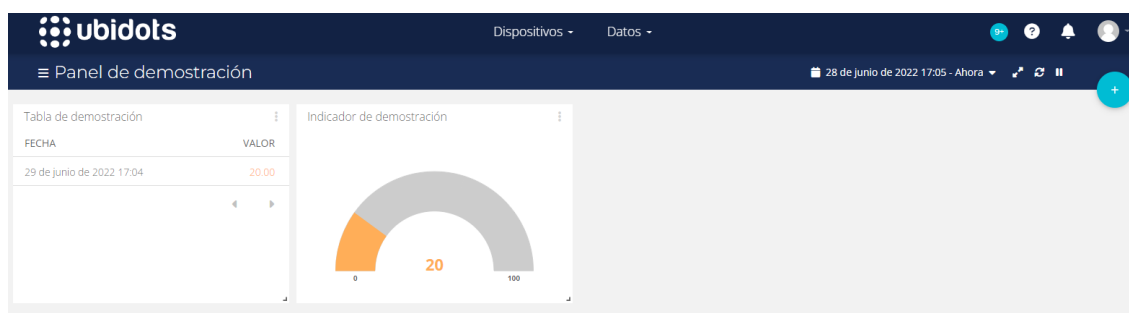 ubidots Dispositivos Datos 9+ ?
≡ Panel de demostración 28 de junio de 2022 17:05 - Ahora
+
Tabla de demostración
FECHA VALOR
29 de junio de 2022 17:04 20.00
Indicador de demostración
20
0 100